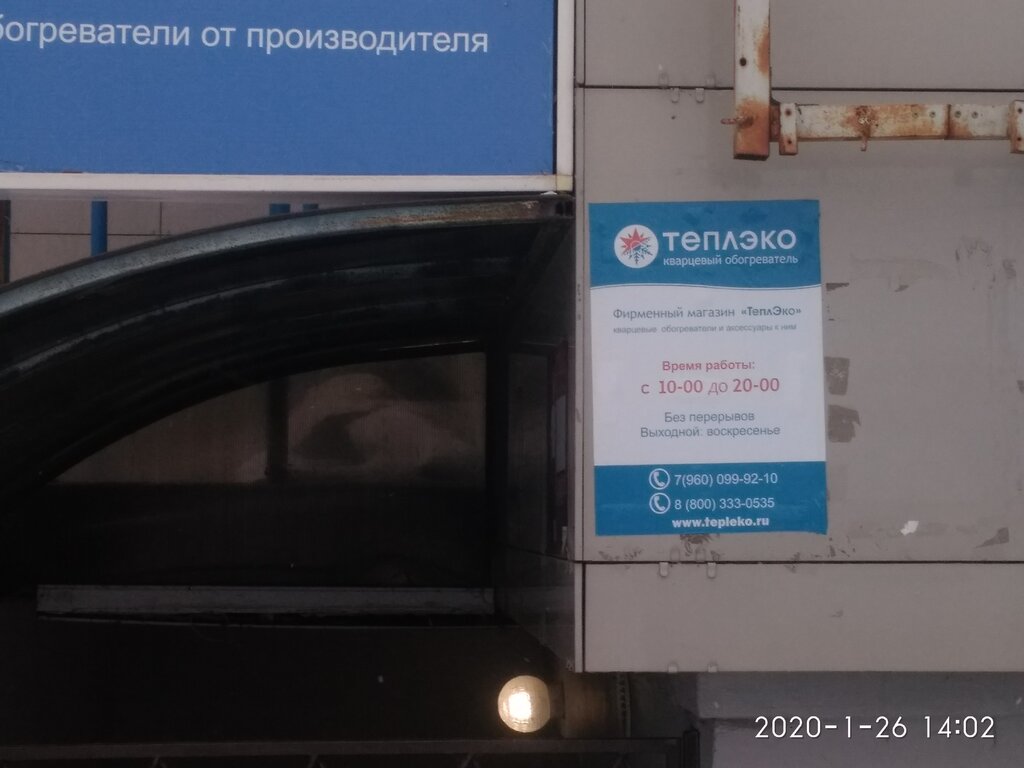 богреватели от производителя
теплэко
кварцевый обогреватель
Фирменный магазин «ТеплЭко»
кварцевые обогреватели и аксессуары к ним
Время работы:
с 10-00 до 20-00
Без перерывов
Выходной: воскресенье
7(960) 099-92-10
8 (800) 333-0535
www.tepleko.ru
2020-1-26 14:02